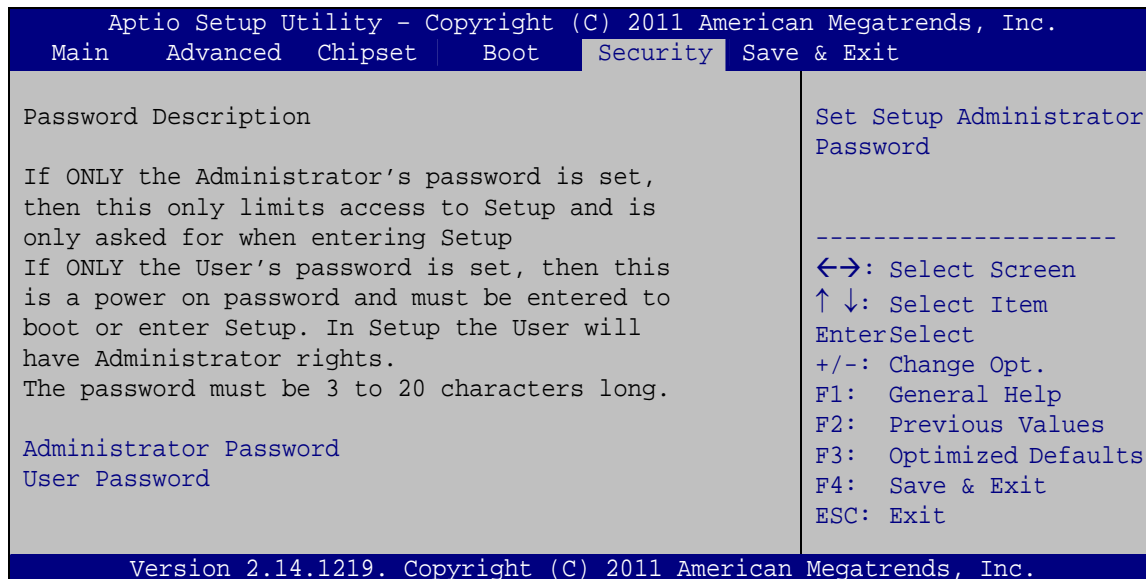 Aptio Setup Utility – Copyright (C) 2011 American Megatrends, Inc.
Main Advanced Chipset Boot Security Save & Exit
Password Description
If ONLY the Administrator’s password is set,
then this only limits access to Setup and is
only asked for when entering Setup
If ONLY the User’s password is set, then this
is a power on password and must be entered to
boot or enter Setup. In Setup the User will
have Administrator rights.
The password must be 3 to 20 characters long.
Administrator Password
User Password
Set Setup Administrator
Password
---------------------
←→: Select Screen
↑ ↓: Select Item
EnterSelect
+/-: Change Opt.
F1: General Help
F2: Previous Values
F3: Optimized Defaults
F4: Save & Exit
ESC: Exit
Version 2.14.1219. Copyright (C) 2011 American Megatrends, Inc.